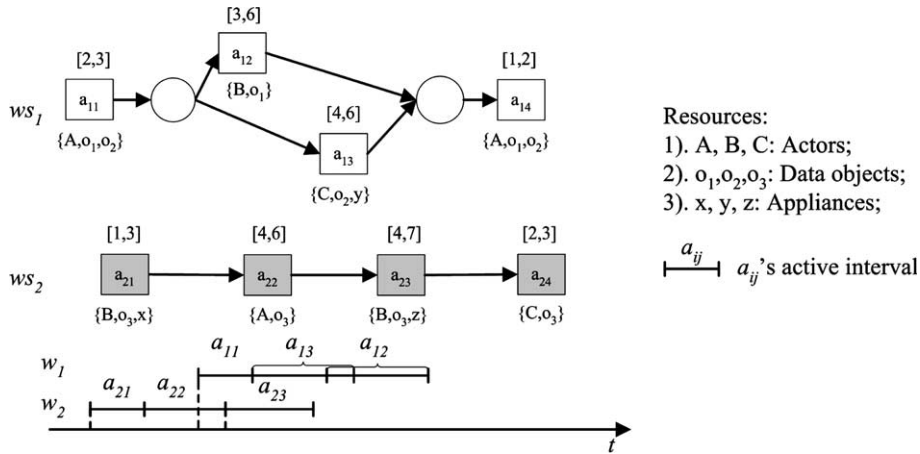 [3,6]
[2,3] a₁₂ [1,2]
{B,o₁}
ws₁ a₁₁ [4,6] a₁₄
{A,o₁,o₂} a₁₃ {A,o₁,o₂}
{C,o₂,y}
Resources:
1). A, B, C: Actors;
2). o₁,o₂,o₃: Data objects;
3). x, y, z: Appliances;
[1,3] [4,6] [4,7] [2,3]
ws₂ a₂₁ a₂₂ a₂₃ a₂₄
{B,o₃,x} {A,o₃} {B,o₃,z} {C,o₃}
aᵢⱼ
aᵢⱼ's active interval
w₁ a₁₁ a₁₃ a₁₂
w₂ a₂₁ a₂₂ a₂₃
t